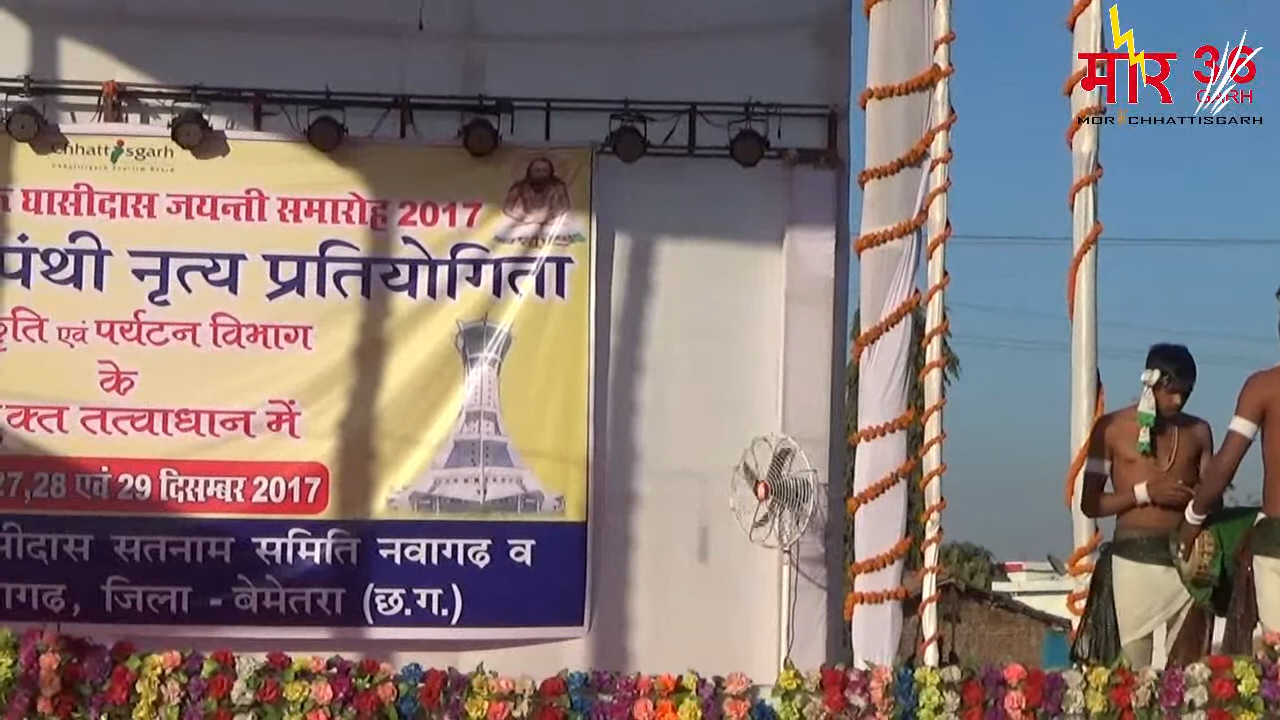 मोर 36
GARH
MOR CHHATTISGARH
chhattisgarh
घासीदास जयन्ती समारोह 2017
पंथी नृत्य प्रतियोगिता
एवं पर्यटन विभाग
के
तत्वाधान में
27,28 एवं 29 दिसम्बर 2017
सतनाम समिति नवागढ़ व
जिला - बेमेतरा (छ.ग.)